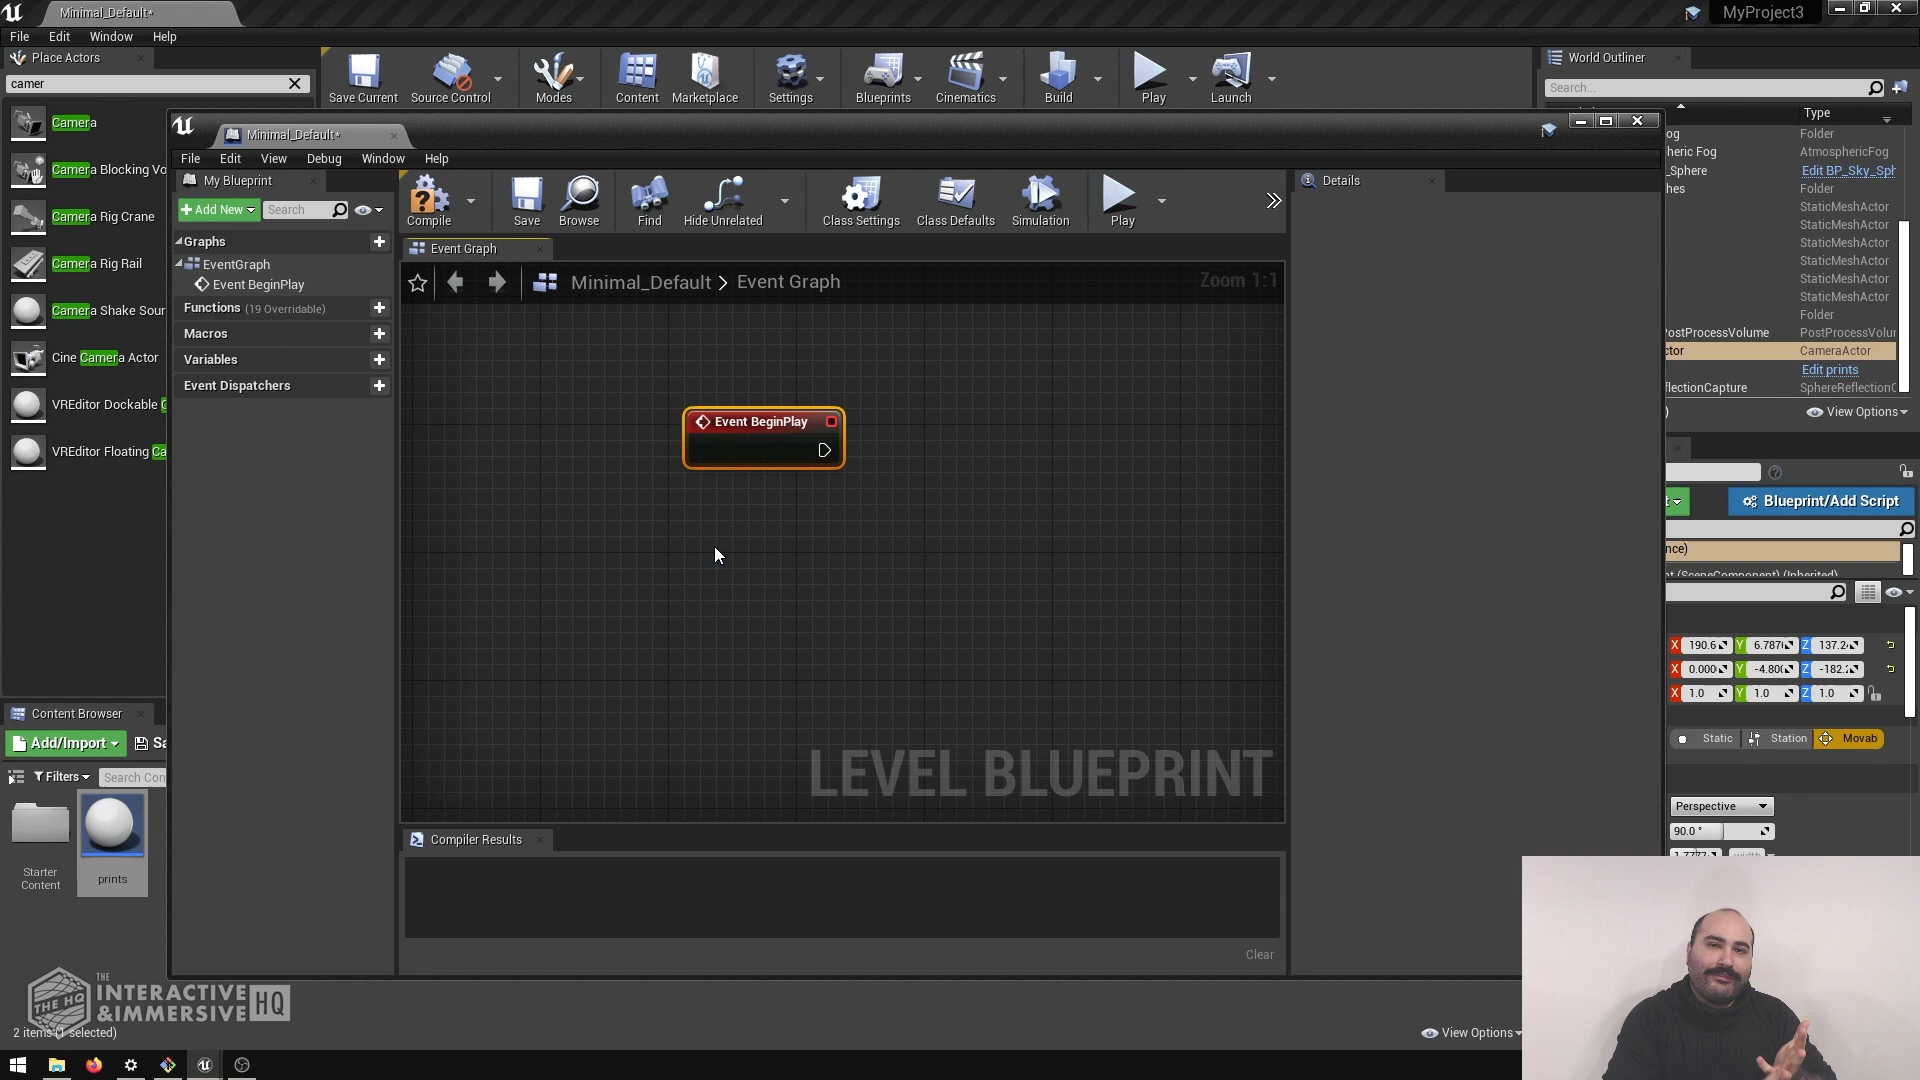 Minimal_Default*
MyProject3
File Edit Window Help
Place Actors
camer
Camera
Camera Blocking Vo
Camera Rig Crane
Camera Rig Rail
Camera Shake Sour
Cine Camera Actor
VREditor Dockable
VREditor Floating Ca
Save Current
Source Control
Modes
Content
Marketplace
Settings
Blueprints
Cinematics
Build
Play
Launch
World Outliner
Search...
Type
og Folder
heric Fog AtmosphericFog
_Sphere Edit BP_Sky_Sph
hes Folder
StaticMeshActor
StaticMeshActor
StaticMeshActor
StaticMeshActor
StaticMeshActor
StaticMeshActor
Folder
PostProcessVolume PostProcessVolu
ctor CameraActor
Edit prints
flectionCapture SphereReflectionC
)
View Options
Minimal_Default*
File Edit View Debug Window Help
My Blueprint
+ Add New
Search
Graphs
EventGraph
Event BeginPlay
Functions (19 Overridable)
Macros
Variables
Event Dispatchers
Compile
Save
Browse
Find
Hide Unrelated
Class Settings
Class Defaults
Simulation
Play
Event Graph
Minimal_Default > Event Graph
Zoom 1:1
Event BeginPlay
LEVEL BLUEPRINT
Compiler Results
Clear
Details
Blueprint/Add Script
nce)
nt (SceneComponent) (Inherited)
X 190.6 Y 6.787 Z 137.2
X 0.000 Y -4.80 Z -182.
X 1.0 Y 1.0 Z 1.0
Static Station Movab
Perspective
90.0 °
Content Browser
Add/Import
Sa
Filters
Search Con
Starter
Content
prints
THE
INTERACTIVE
& IMMERSIVE
HQ
THE HQ
2 items (1 selected)
View Options